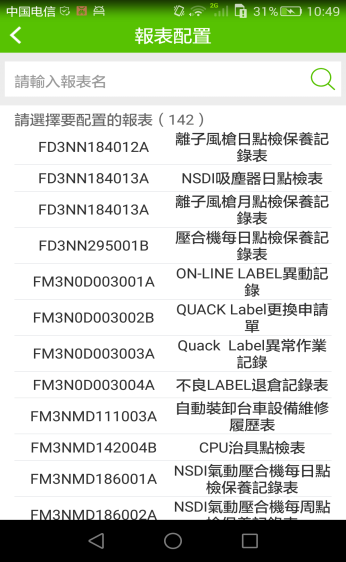 中国电信 2G 31% 10:49
報表配置
請輸入報表名
請選擇要配置的報表（142）
FD3NN184012A 離子風槍日點檢保養記
錄表
FD3NN184013A NSDI吸塵器日點檢表
FD3NN184013A 離子風槍月點檢保養記
錄表
FD3NN295001B 壓合機每日點檢保養記
錄表
FM3N0D003001A ON-LINE LABEL異動記
錄
FM3N0D003002B QUACK Label更換申請
單
FM3N0D003003A Quack Label異常作業
記錄
FM3N0D003004A 不良LABEL退倉記錄表
FM3NMD111003A 自動裝卸台車設備維修
履歷表
FM3NMD142004B CPU治具點檢表
FM3NMD186001A NSDI氣動壓合機每日點
檢保養記錄表
FM3NMD186002A NSDI氣動壓合機每周點
檢保養記錄表